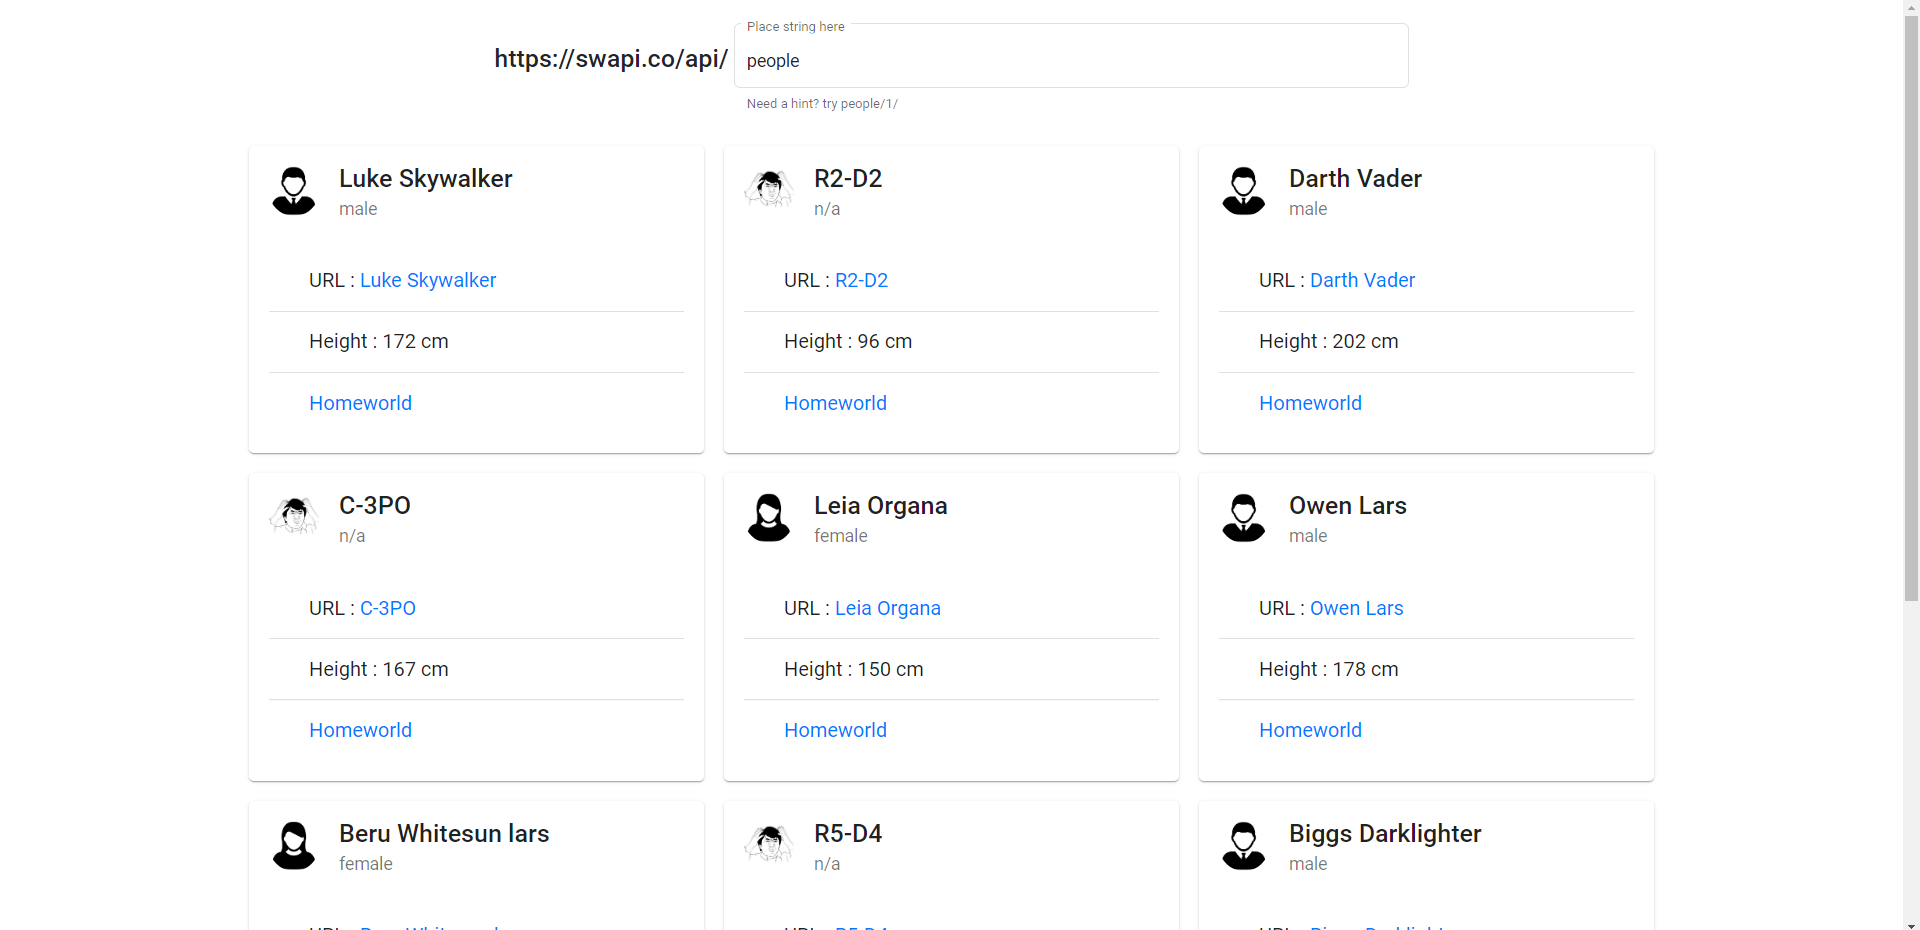 Place string here
https://swapi.co/api/ people
Need a hint? try people/1/
Luke Skywalker
male
URL : Luke Skywalker
Height : 172 cm
Homeworld
R2-D2
n/a
URL : R2-D2
Height : 96 cm
Homeworld
Darth Vader
male
URL : Darth Vader
Height : 202 cm
Homeworld
C-3PO
n/a
URL : C-3PO
Height : 167 cm
Homeworld
Leia Organa
female
URL : Leia Organa
Height : 150 cm
Homeworld
Owen Lars
male
URL : Owen Lars
Height : 178 cm
Homeworld
Beru Whitesun lars
female
R5-D4
n/a
Biggs Darklighter
male